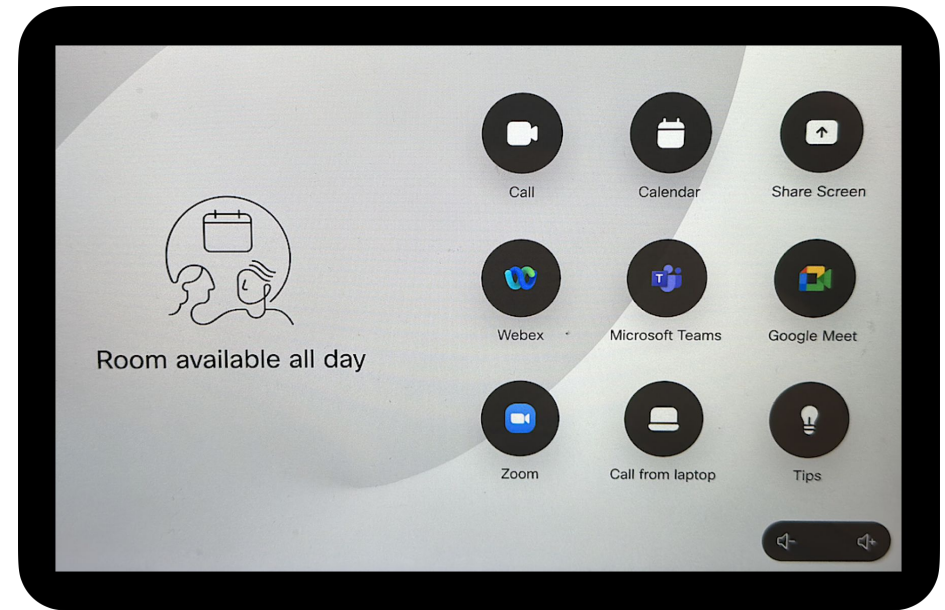 Call
Calendar
Share Screen
Webex
Microsoft Teams
Google Meet
Room available all day
Zoom
Call from laptop
Tips